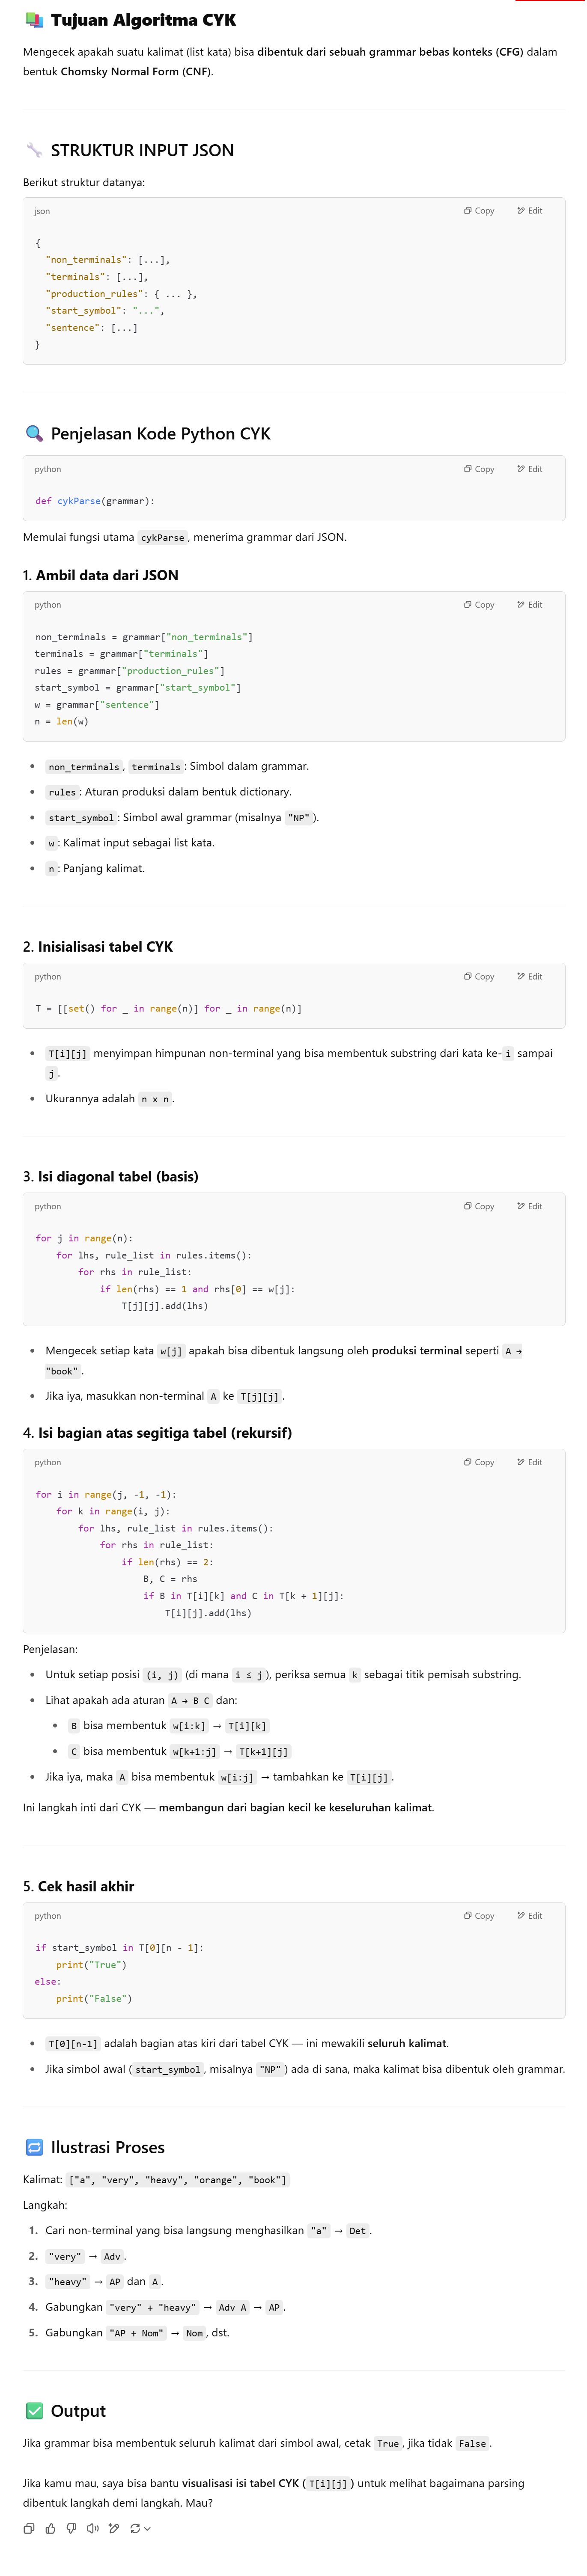 Tujuan Algoritma CYK
Mengecek apakah suatu kalimat (list kata) bisa dibentuk dari sebuah grammar bebas konteks (CFG) dalam
bentuk Chomsky Normal Form (CNF).
STRUKTUR INPUT JSON
Berikut struktur datanya:
json Copy Edit
{
  "non_terminals": [...],
  "terminals": [...],
  "production_rules": { ... },
  "start_symbol": "...",
  "sentence": [...]
}
Penjelasan Kode Python CYK
python Copy Edit
def cykParse(grammar):
Memulai fungsi utama cykParse, menerima grammar dari JSON.
1. Ambil data dari JSON
python Copy Edit
non_terminals = grammar["non_terminals"]
terminals = grammar["terminals"]
rules = grammar["production_rules"]
start_symbol = grammar["start_symbol"]
w = grammar["sentence"]
n = len(w)
• non_terminals, terminals: Simbol dalam grammar.
• rules: Aturan produksi dalam bentuk dictionary.
• start_symbol: Simbol awal grammar (misalnya "NP").
• w: Kalimat input sebagai list kata.
• n: Panjang kalimat.
2. Inisialisasi tabel CYK
python Copy Edit
T = [[set() for _ in range(n)] for _ in range(n)]
• T[i][j] menyimpan himpunan non-terminal yang bisa membentuk substring dari kata ke-i sampai
j.
• Ukurannya adalah n x n.
3. Isi diagonal tabel (basis)
python Copy Edit
for j in range(n):
    for lhs, rule_list in rules.items():
        for rhs in rule_list:
            if len(rhs) == 1 and rhs[0] == w[j]:
                T[j][j].add(lhs)
• Mengecek setiap kata w[j] apakah bisa dibentuk langsung oleh produksi terminal seperti A →
"book".
• Jika iya, masukkan non-terminal A ke T[j][j].
4. Isi bagian atas segitiga tabel (rekursif)
python Copy Edit
for i in range(j, -1, -1):
    for k in range(i, j):
        for lhs, rule_list in rules.items():
            for rhs in rule_list:
                if len(rhs) == 2:
                    B, C = rhs
                    if B in T[i][k] and C in T[k + 1][j]:
                        T[i][j].add(lhs)
Penjelasan:
• Untuk setiap posisi (i, j) (di mana i ≤ j), periksa semua k sebagai titik pemisah substring.
• Lihat apakah ada aturan A → B C dan:
• B bisa membentuk w[i:k] → T[i][k]
• C bisa membentuk w[k+1:j] → T[k+1][j]
• Jika iya, maka A bisa membentuk w[i:j] → tambahkan ke T[i][j].
Ini langkah inti dari CYK — membangun dari bagian kecil ke keseluruhan kalimat.
5. Cek hasil akhir
python Copy Edit
if start_symbol in T[0][n - 1]:
    print("True")
else:
    print("False")
• T[0][n-1] adalah bagian atas kiri dari tabel CYK — ini mewakili seluruh kalimat.
• Jika simbol awal (start_symbol, misalnya "NP") ada di sana, maka kalimat bisa dibentuk oleh grammar.
Ilustrasi Proses
Kalimat: ["a", "very", "heavy", "orange", "book"]
Langkah:
1. Cari non-terminal yang bisa langsung menghasilkan "a" → Det.
2. "very" → Adv.
3. "heavy" → AP dan A.
4. Gabungkan "very" + "heavy" → Adv A → AP.
5. Gabungkan "AP + Nom" → Nom, dst.
Output
Jika grammar bisa membentuk seluruh kalimat dari simbol awal, cetak True, jika tidak False.
Jika kamu mau, saya bisa bantu visualisasi isi tabel CYK (T[i][j]) untuk melihat bagaimana parsing
dibentuk langkah demi langkah. Mau?